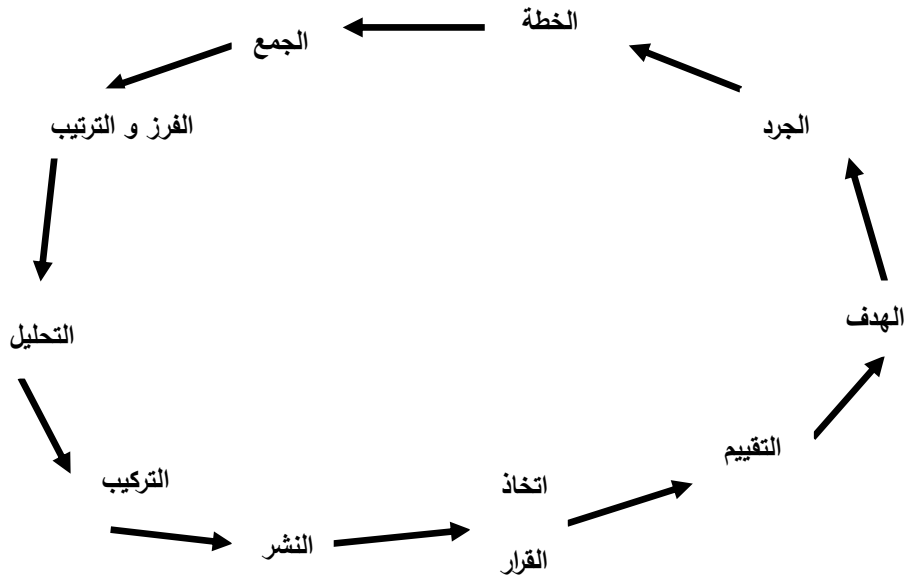 الخطة
الجمع
الفرز و الترتيب
الجرد
الهدف
التحليل
التقييم
التركيب
اتخاذ
القرار
النشر